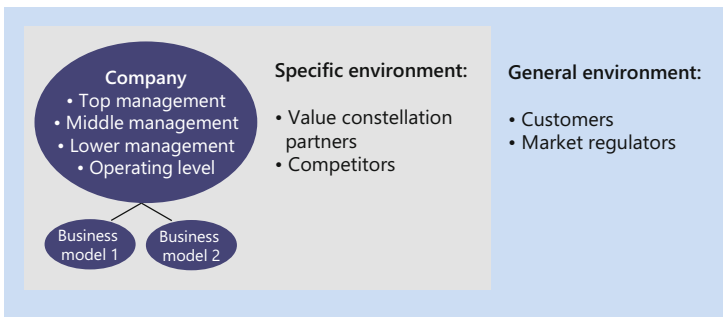 Company
• Top management
• Middle management
• Lower management
• Operating level
Business
model 1
Business
model 2
Specific environment:
• Value constellation
partners
• Competitors
General environment:
• Customers
• Market regulators